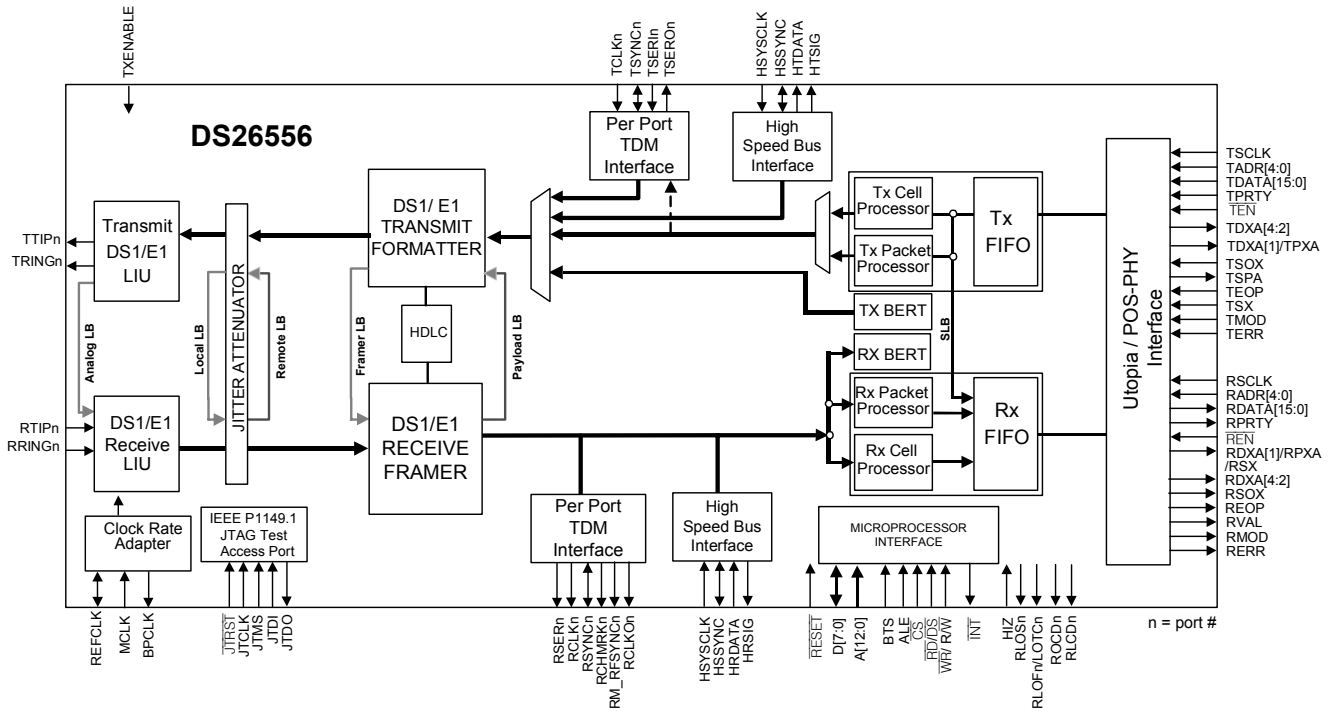 TXENABLE
TCLKn
TSYNCn
TSERIn
TSEROn
HSYSCLK
HSSYNC
HTDATA
HTSIG
DS26556
Per Port
TDM
Interface
High
Speed Bus
Interface
Transmit
DS1/E1
LIU
TTIPn
TRINGn
JITTER ATTENUATOR
DS1/ E1
TRANSMIT
FORMATTER
Tx Cell
Processor
Tx Packet
Processor
Tx
FIFO
TX BERT
RX BERT
SLB
HDLC
Analog LB
Local LB
Remote LB
Framer LB
Payload LB
RTIPn
RRINGn
DS1/E1
Receive
LIU
DS1/E1
RECEIVE
FRAMER
Rx Packet
Processor
Rx Cell
Processor
Rx
FIFO
Utopia / POS-PHY
Interface
TSCLK
TADR[4:0]
TDATA[15:0]
TPRTY
TEN
TDXA[4:2]
TDXA[1]/TPXA
TSOX
TSPA
TEOP
TSX
TMOD
TERR
RSCLK
RADR[4:0]
RDATA[15:0]
RPRTY
REN
RDXA[1]/RPXA
/RSX
RDXA[4:2]
RSOX
REOP
RVAL
RMOD
RERR
Clock Rate
Adapter
IEEE P1149.1
JTAG Test
Access Port
Per Port
TDM
Interface
High
Speed Bus
Interface
MICROPROCESSOR
INTERFACE
REFCLK
MCLK
BPCLK
JTRST
JTCLK
JTMS
JTDI
JTDO
RSERn
RCLKn
RSYNCn
RCHMRKn
RM_RFSYNCn
RCLKOn
HSYSCLK
HSSYNC
HRDATA
HRSIG
RESET
D[7:0]
A[12:0]
BTS
ALE
CS
RD/DS
WR/ R/W
INT
HIZ
RLOSn
RLOFn/LOTCn
ROCDn
RLCDn
n = port #